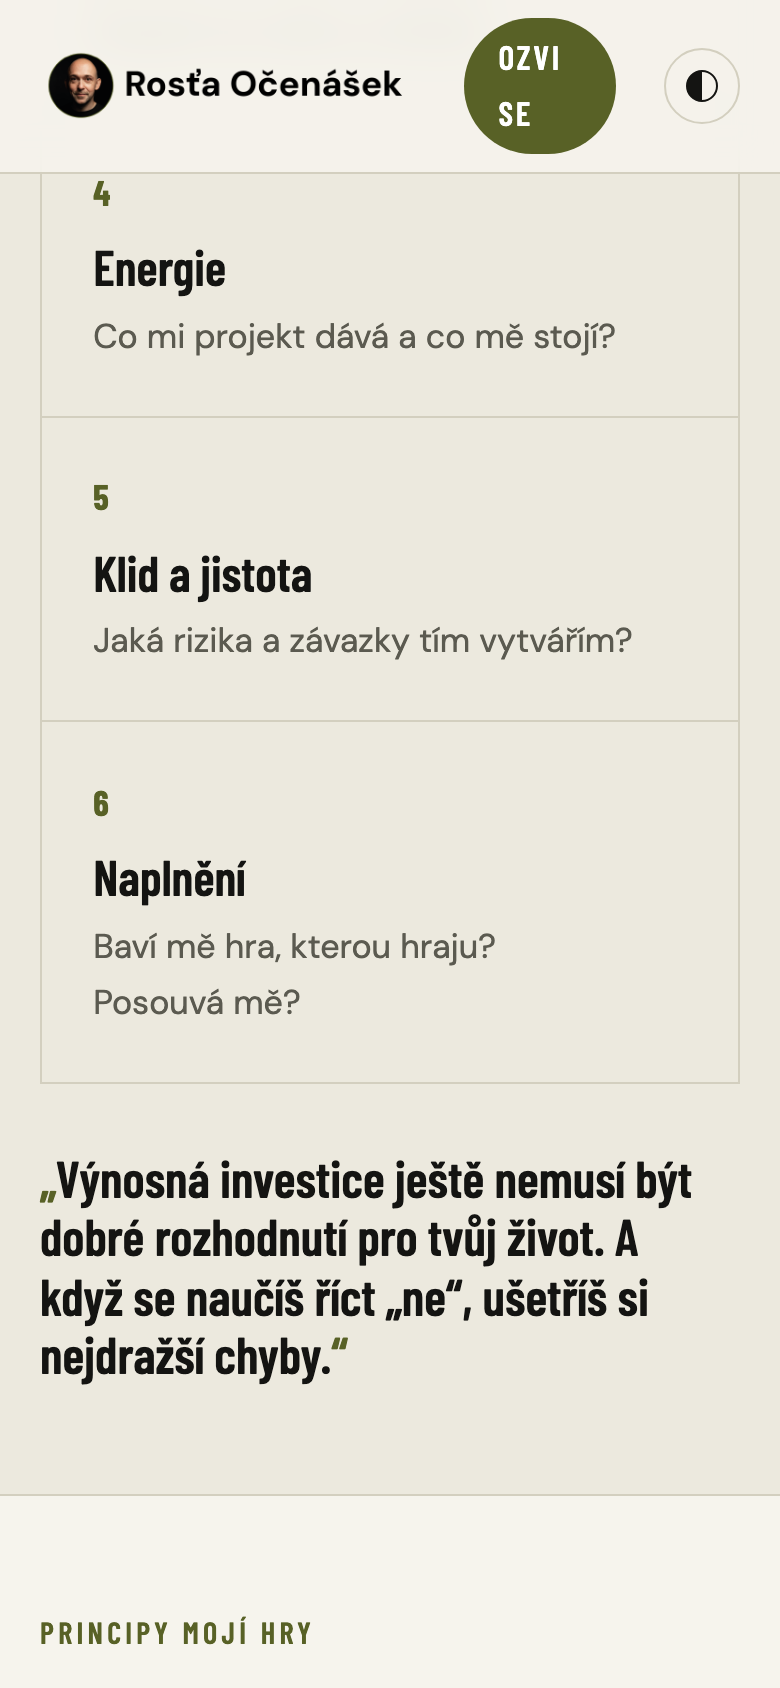 Rosťa Očenášek
OZVI
SE
4
Energie
Co mi projekt dává a co mě stojí?
5
Klid a jistota
Jaká rizika a závazky tím vytvářím?
6
Naplnění
Baví mě hra, kterou hraju?
Posouvá mě?
„Výnosná investice ještě nemusí být
dobré rozhodnutí pro tvůj život. A
když se naučíš říct „ne“, ušetříš si
nejdražší chyby.“
PRINCIPY MOJÍ HRY